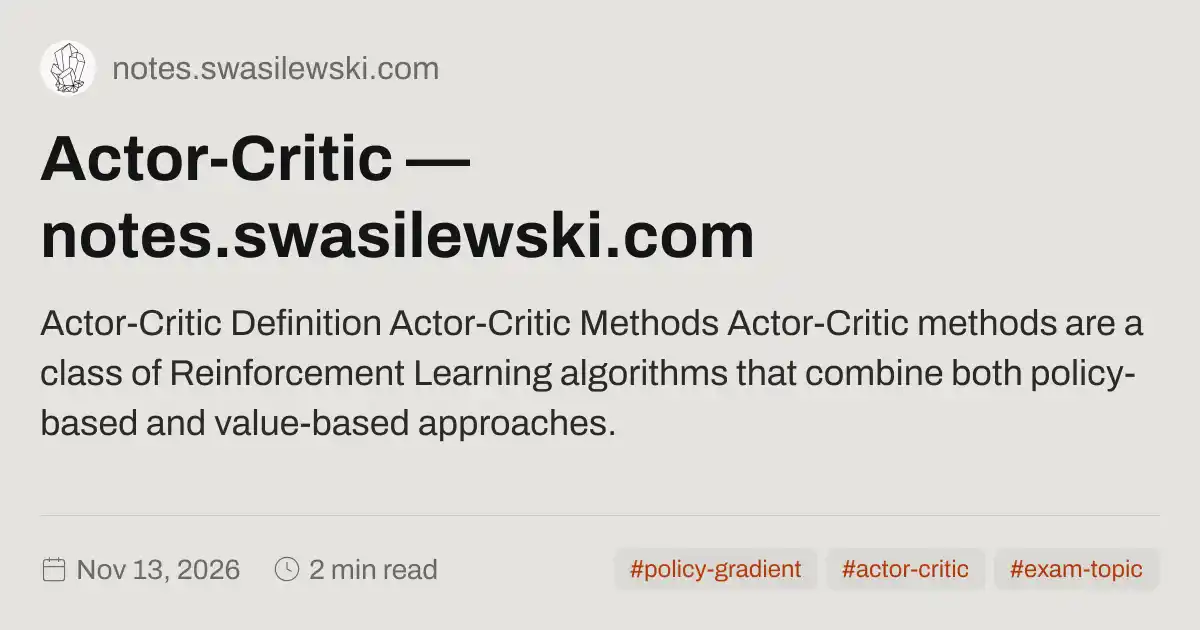 notes.swasilewski.com
Actor-Critic —
notes.swasilewski.com
Actor-Critic Definition Actor-Critic Methods Actor-Critic methods are a
class of Reinforcement Learning algorithms that combine both policy-
based and value-based approaches.
Nov 13, 2026 2 min read #policy-gradient #actor-critic #exam-topic